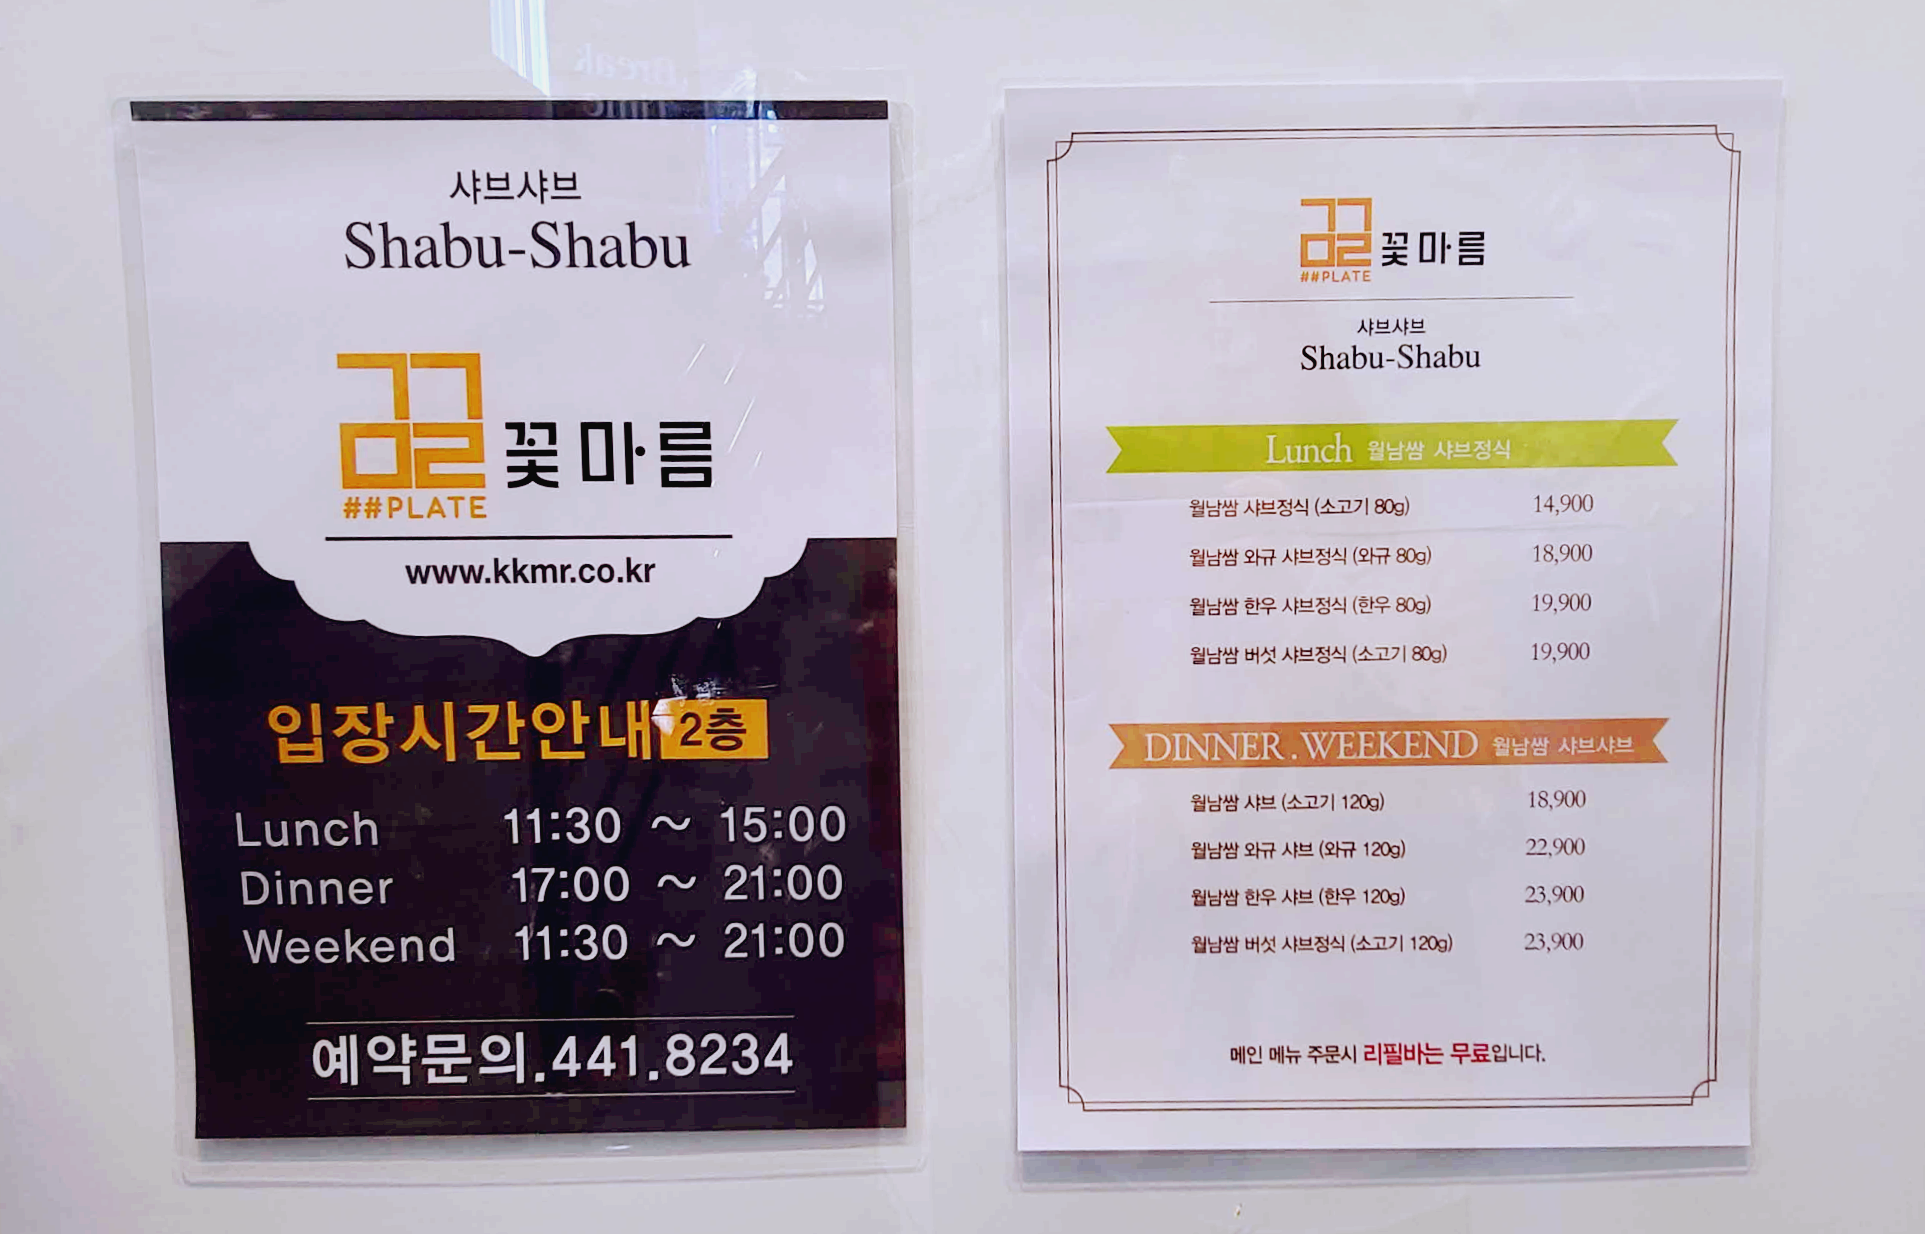 샤브샤브
Shabu-Shabu
꿈 꽃마름
##PLATE
www.kkmr.co.kr
입장시간안내 2층
Lunch 11:30 ~ 15:00
Dinner 17:00 ~ 21:00
Weekend 11:30 ~ 21:00
예약문의.441.8234
꽃마름
##PLATE
샤브샤브
Shabu-Shabu
Lunch 월남쌈 샤브정식
월남쌈 샤브정식 (소고기 80g) 14,900
월남쌈 와규 샤브정식 (와규 80g) 18,900
월남쌈 한우 샤브정식 (한우 80g) 19,900
월남쌈 버섯 샤브정식 (소고기 80g) 19,900
DINNER . WEEKEND 월남쌈 샤브샤브
월남쌈 샤브 (소고기 120g) 18,900
월남쌈 와규 샤브 (와규 120g) 22,900
월남쌈 한우 샤브 (한우 120g) 23,900
월남쌈 버섯 샤브정식 (소고기 120g) 23,900
메인 메뉴 주문시 리필바는 무료입니다.